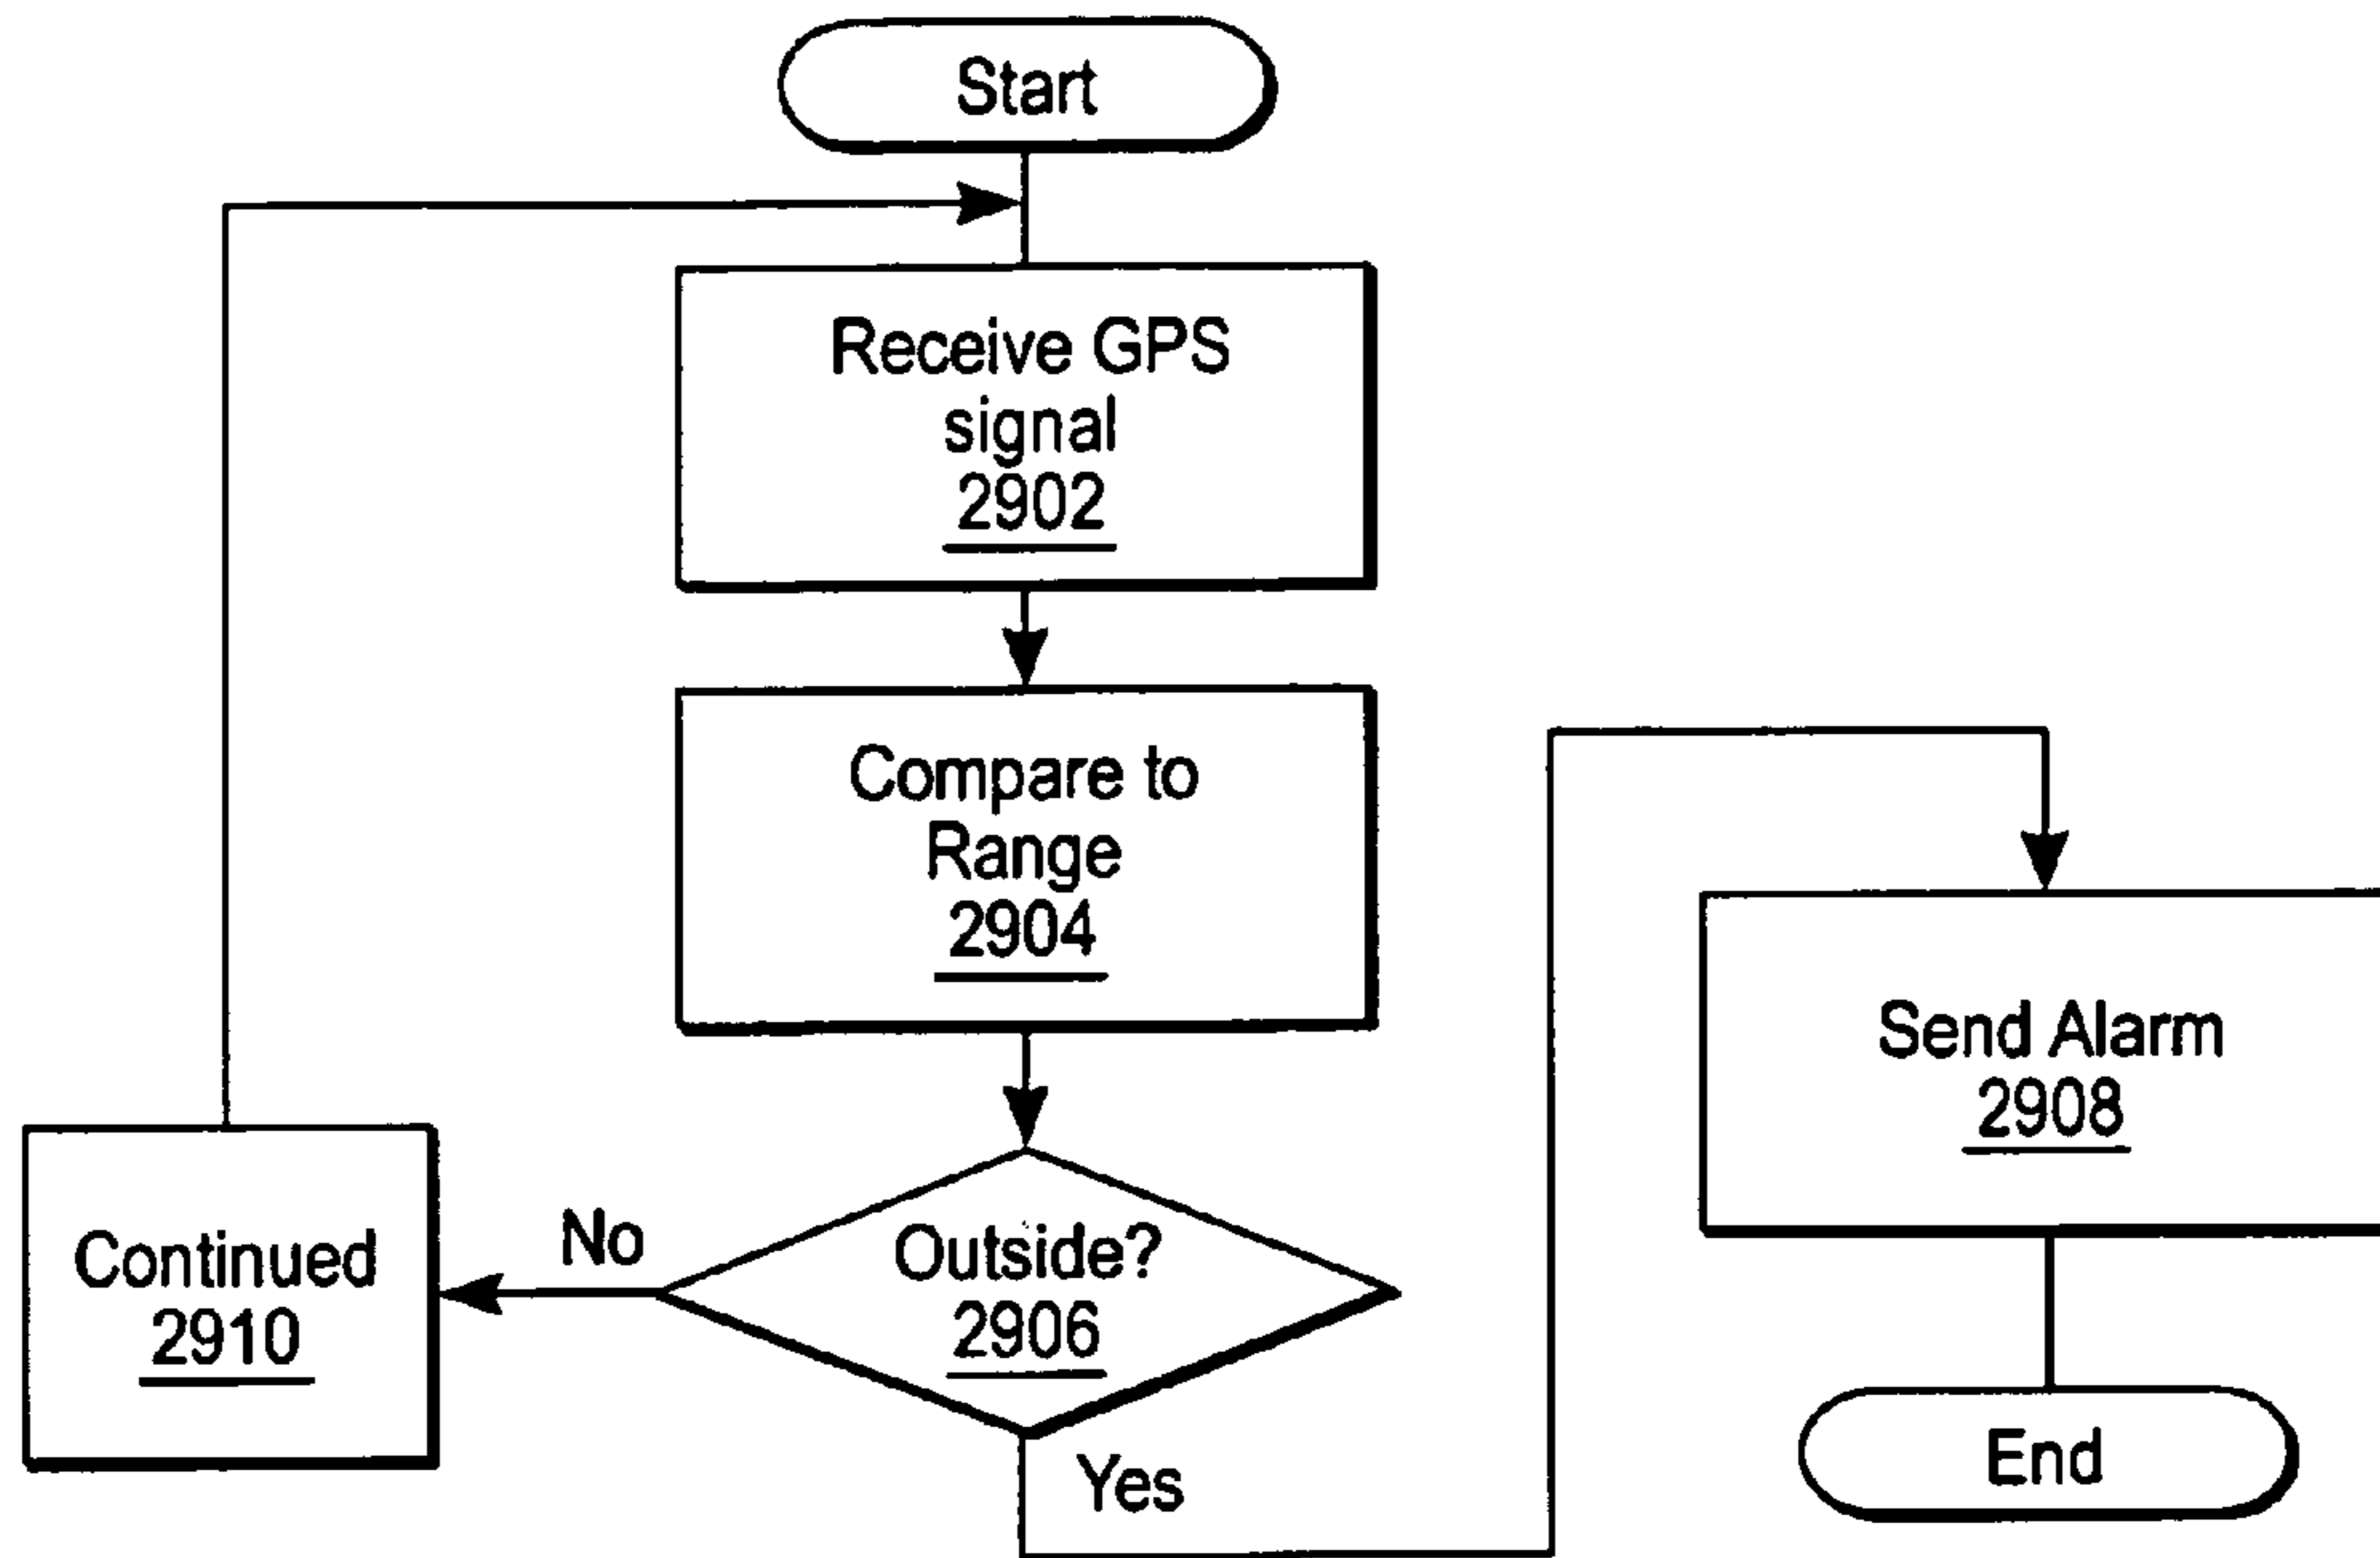 Start
Receive GPS
signal
2902
Compare to
Range
2904
Outside?
2906
No
Continued
2910
Yes
Send Alarm
2908
End